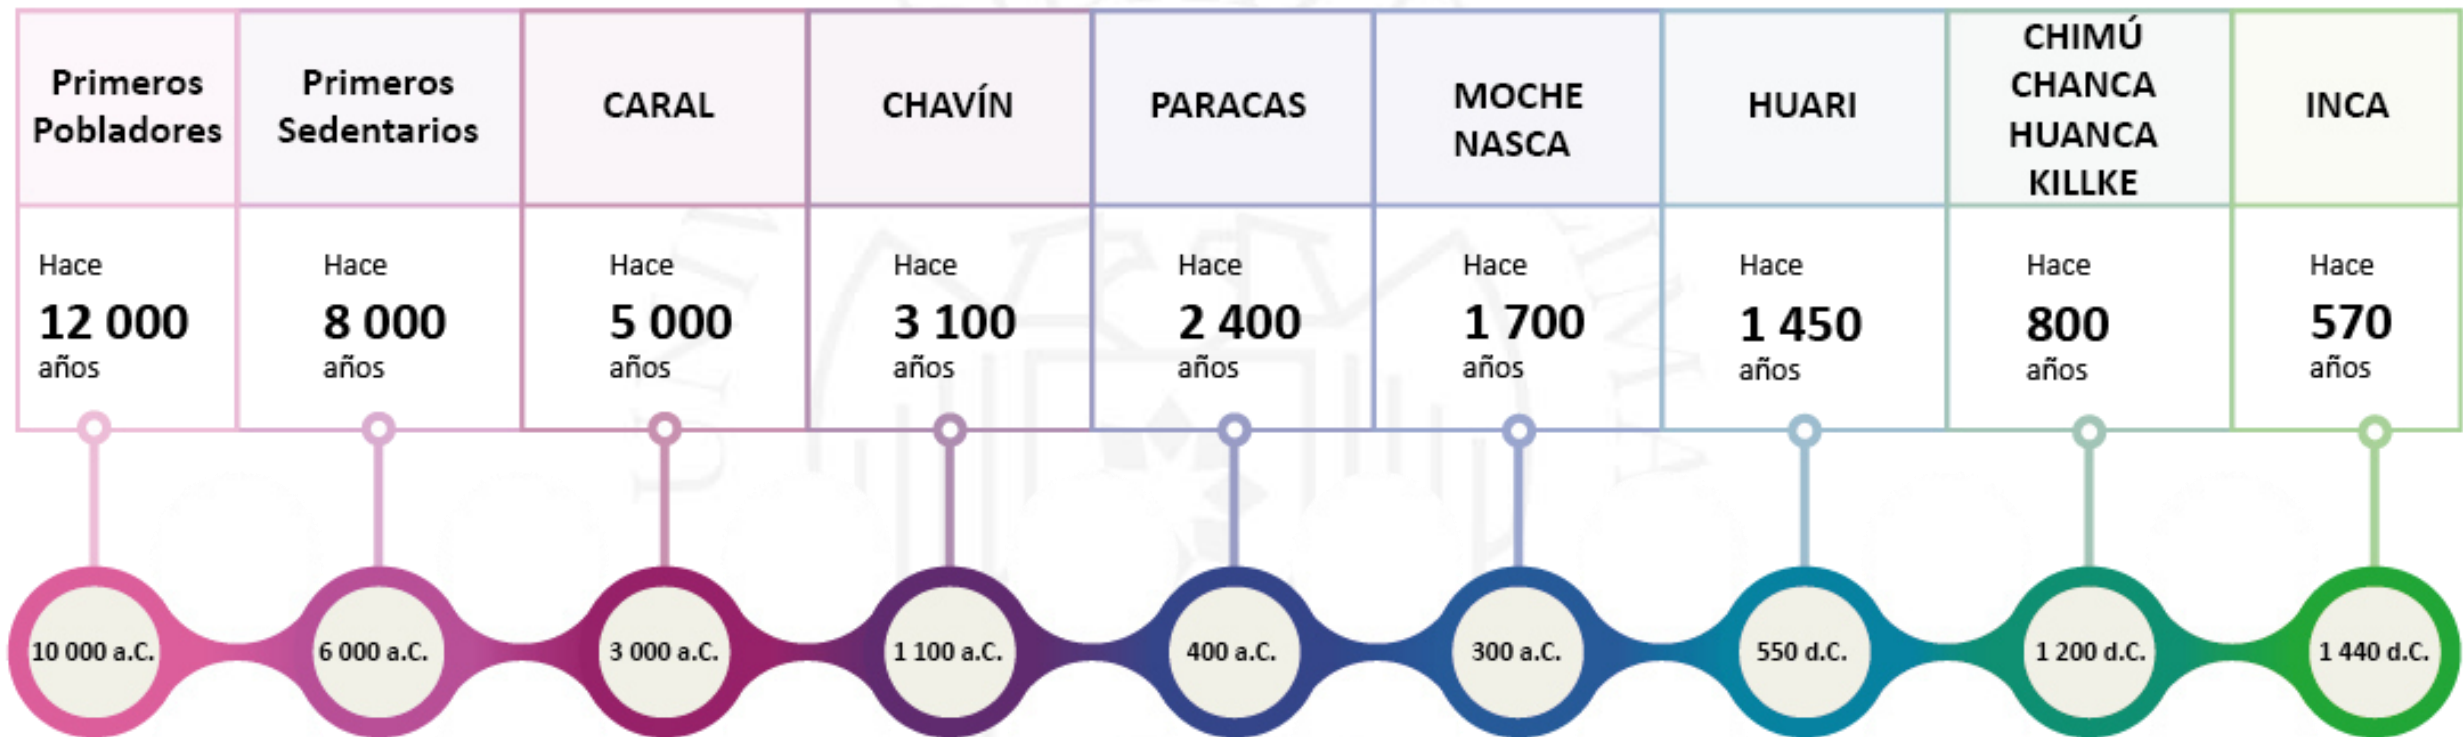 Primeros
Pobladores
Primeros
Sedentarios
CARAL
CHAVÍN
PARACAS
MOCHE
NASCA
HUARI
CHIMÚ
CHANCA
HUANCA
KILLKE
INCA
Hace
12 000
años
Hace
8 000
años
Hace
5 000
años
Hace
3 100
años
Hace
2 400
años
Hace
1 700
años
Hace
1 450
años
Hace
800
años
Hace
570
años
10 000 a.C.
6 000 a.C.
3 000 a.C.
1 100 a.C.
400 a.C.
300 a.C.
550 d.C.
1 200 d.C.
1 440 d.C.